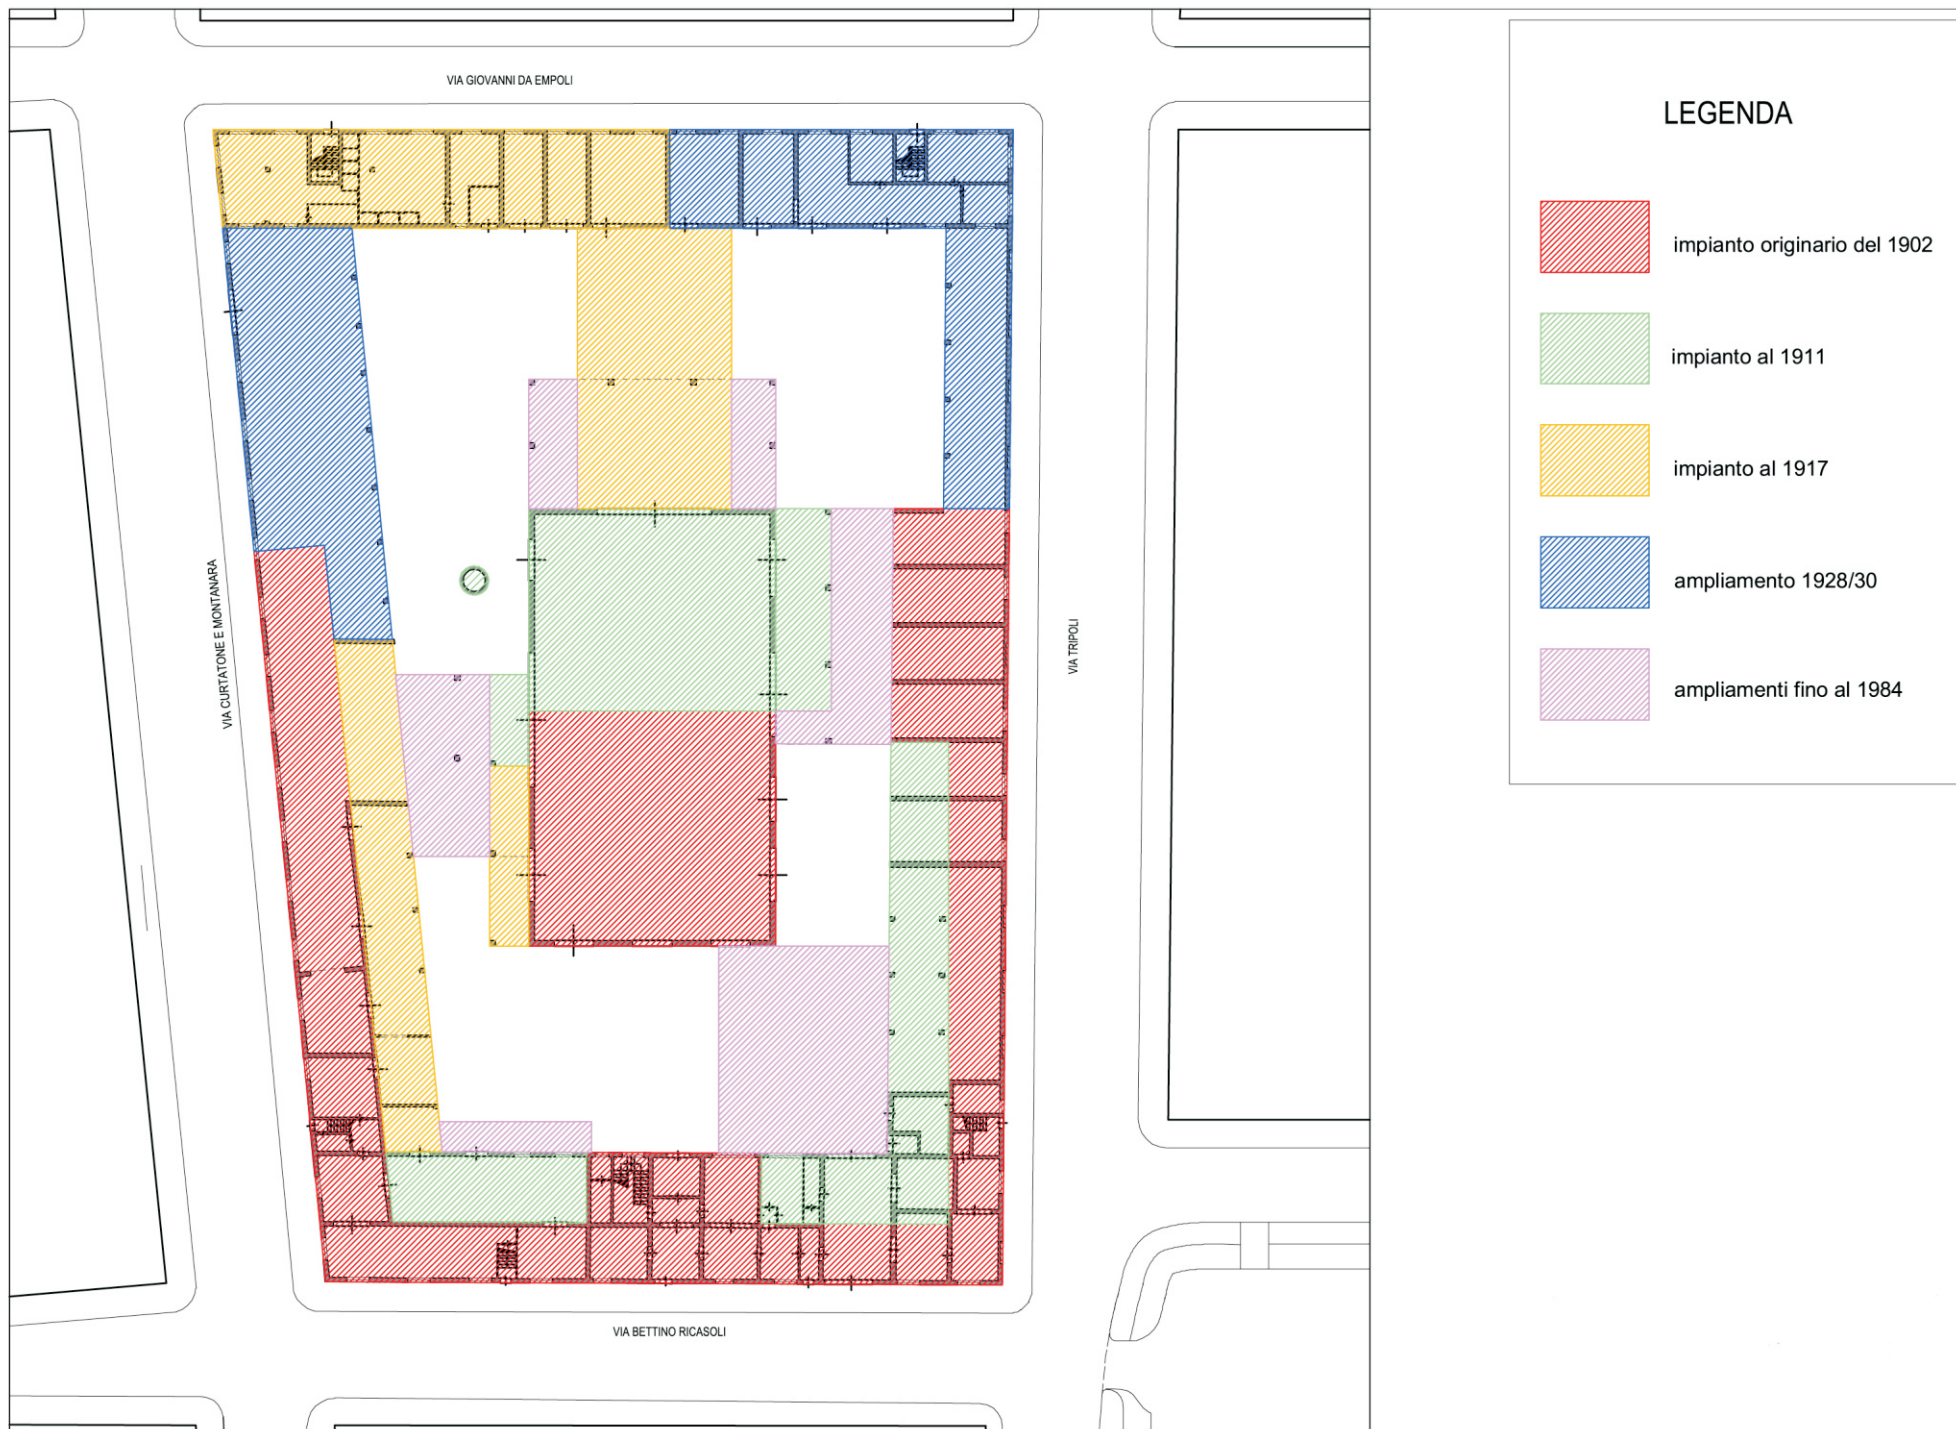 VIA GIOVANNI DA EMPOLI
LEGENDA
impianto originario del 1902
impianto al 1911
impianto al 1917
ampliamento 1928/30
ampliamenti fino al 1984
VIA CURTATONE E MONTANARA
VIA TRIPOLI
VIA BETTINO RICASOLI